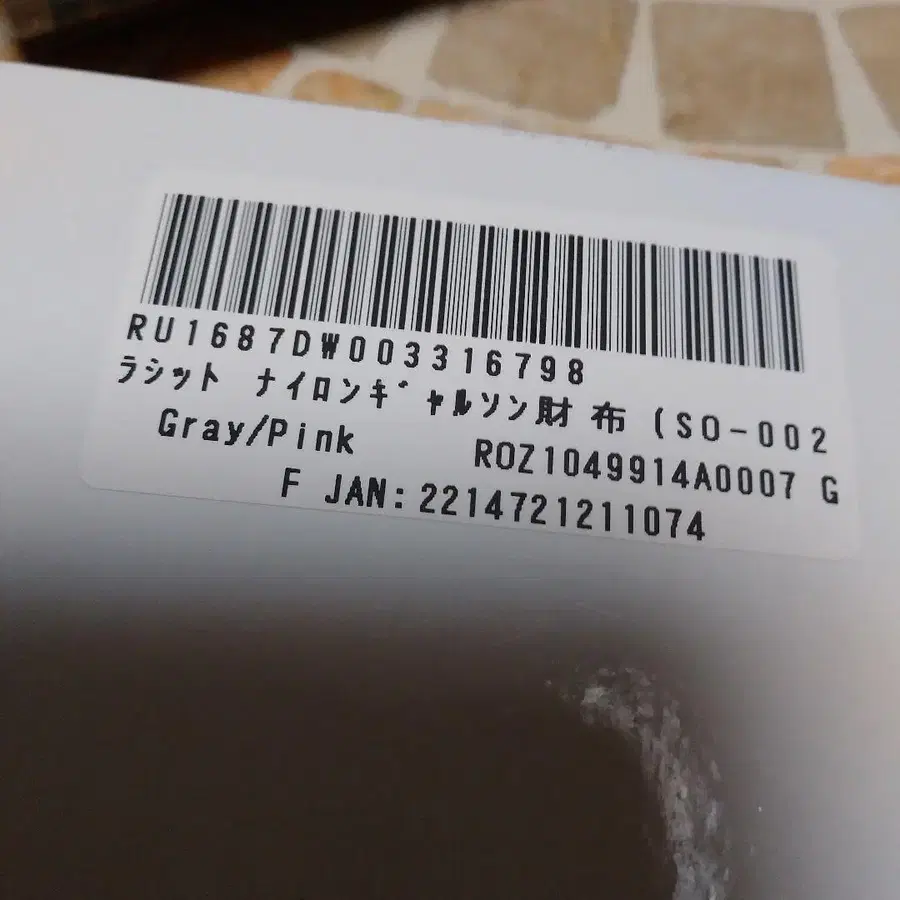 RU1687DW003316798
ﾗｼｯﾄ ﾅｲﾛﾝｷﾞｬﾙｿﾝ財布 (SO-002
Gray/Pink ROZ1049914A0007 G
F JAN:2214721211074